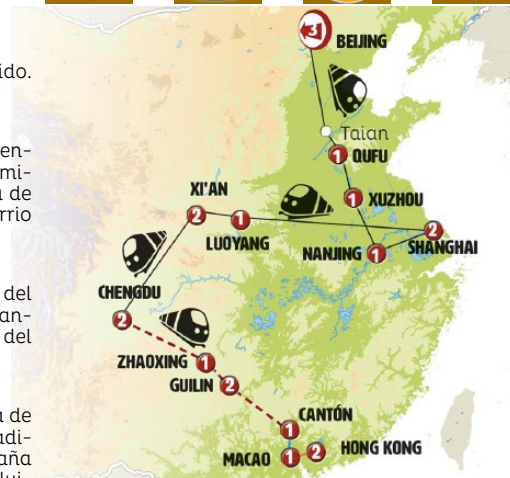 ido.
en-
mi-
de
rrio
del
an-
del
de
adi-
aña
lui-
3
BEIJING
Taian
1
QUFU
1
XUZHOU
XI'AN
2
1
LUOYANG
2
SHANGHAI
NANJING
1
CHENGDU
2
ZHAOXING
1
GUILIN
2
CANTÓN
1
MACAO
1
2
HONG KONG